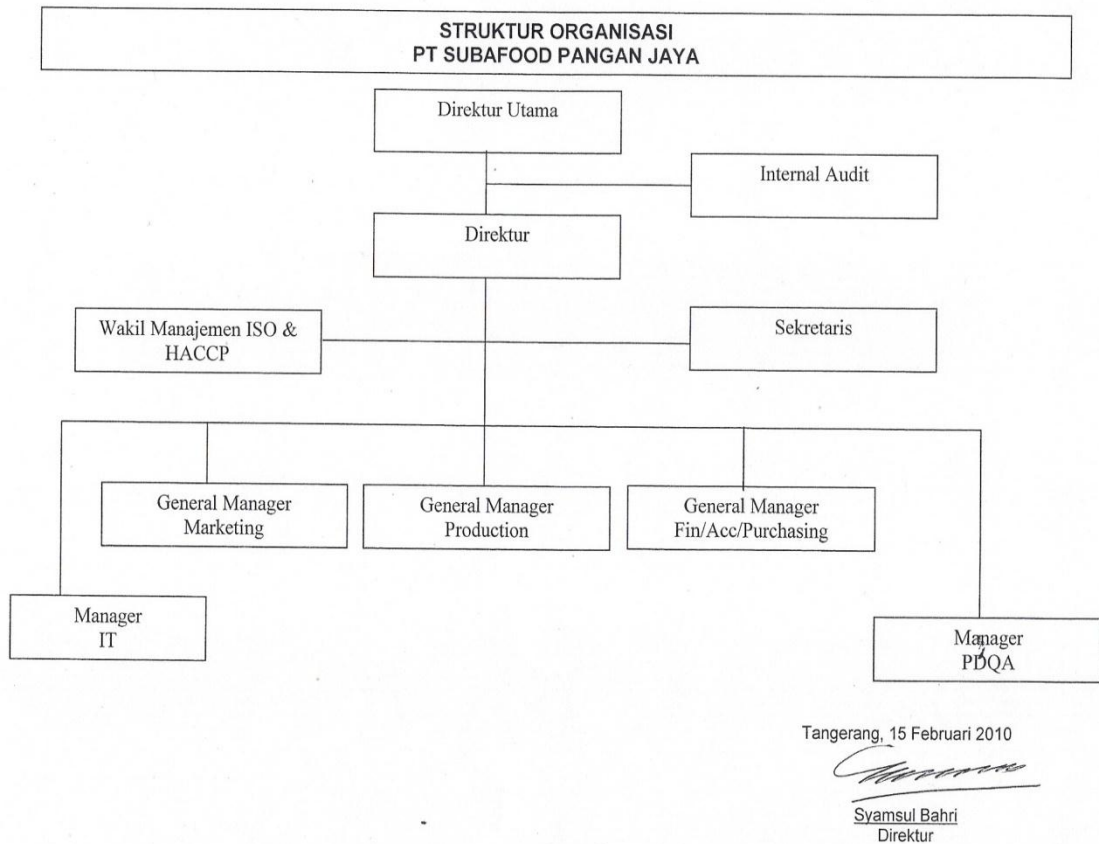 STRUKTUR ORGANISASI
PT SUBAFOOD PANGAN JAYA
Direktur Utama
Internal Audit
Direktur
Wakil Manajemen ISO &
HACCP
Sekretaris
General Manager
Marketing
General Manager
Production
General Manager
Fin/Acc/Purchasing
Manager
IT
Manager
PDQA
Tangerang, 15 Februari 2010
Syamsul Bahri
Direktur